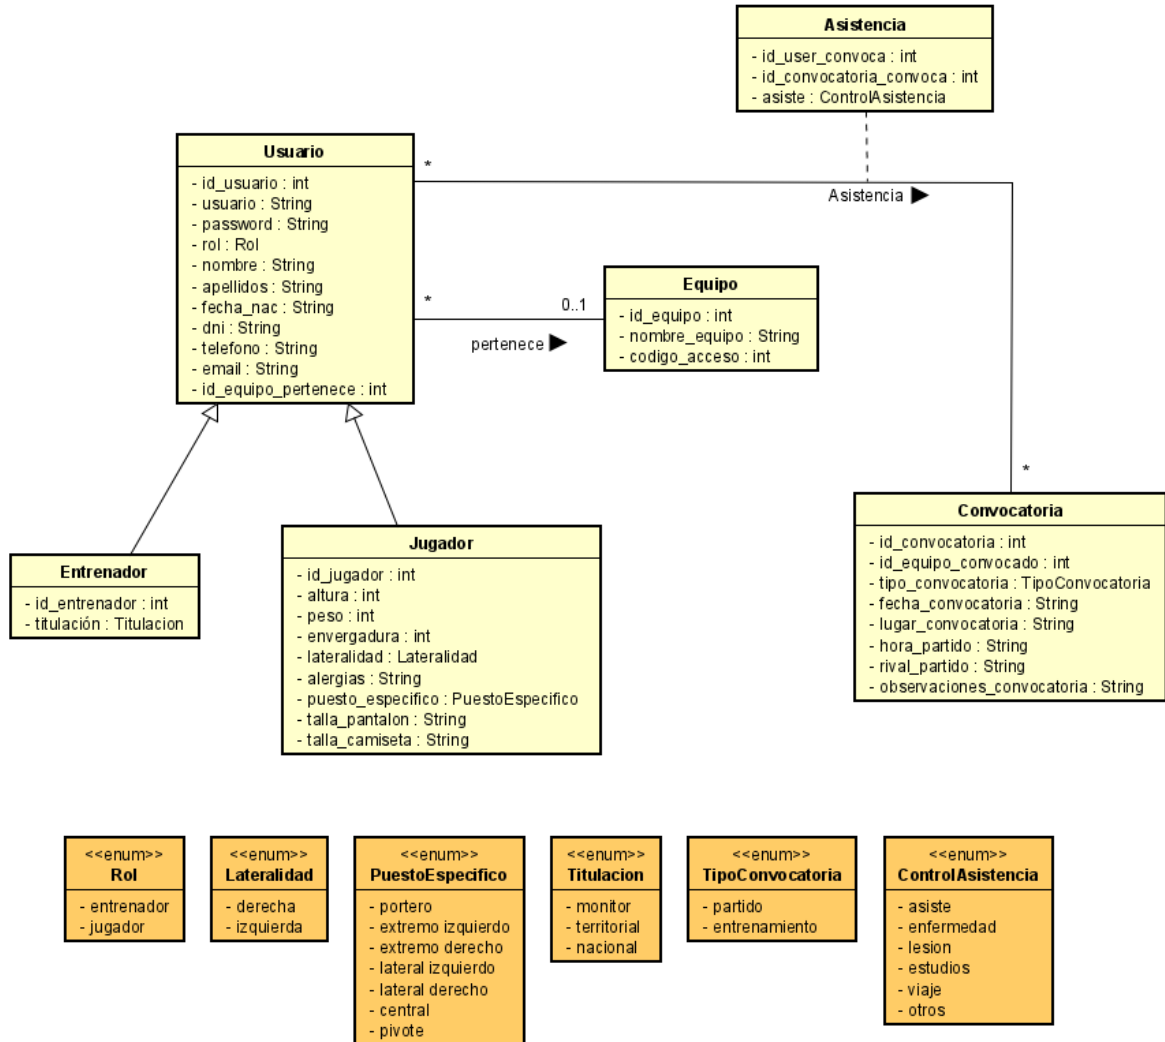 Asistencia
- id_user_convoca : int
- id_convocatoria_convoca : int
- asiste : ControlAsistencia
Usuario
- id_usuario : int
- usuario : String
- password : String
- rol : Rol
- nombre : String
- apellidos : String
- fecha_nac : String
- dni : String
- telefono : String
- email : String
- id_equipo_pertenece : int
*
Asistencia ▶
*
*
0..1
pertenece ▶
Equipo
- id_equipo : int
- nombre_equipo : String
- codigo_acceso : int
Convocatoria
- id_convocatoria : int
- id_equipo_convocado : int
- tipo_convocatoria : TipoConvocatoria
- fecha_convocatoria : String
- lugar_convocatoria : String
- hora_partido : String
- rival_partido : String
- observaciones_convocatoria : String
Entrenador
- id_entrenador : int
- titulación : Titulacion
Jugador
- id_jugador : int
- altura : int
- peso : int
- envergadura : int
- lateralidad : Lateralidad
- alergias : String
- puesto_especifico : PuestoEspecifico
- talla_pantalon : String
- talla_camiseta : String
<<enum>>
Rol
- entrenador
- jugador
<<enum>>
Lateralidad
- derecha
- izquierda
<<enum>>
PuestoEspecifico
- portero
- extremo izquierdo
- extremo derecho
- lateral izquierdo
- lateral derecho
- central
- pivote
<<enum>>
Titulacion
- monitor
- territorial
- nacional
<<enum>>
TipoConvocatoria
- partido
- entrenamiento
<<enum>>
ControlAsistencia
- asiste
- enfermedad
- lesion
- estudios
- viaje
- otros